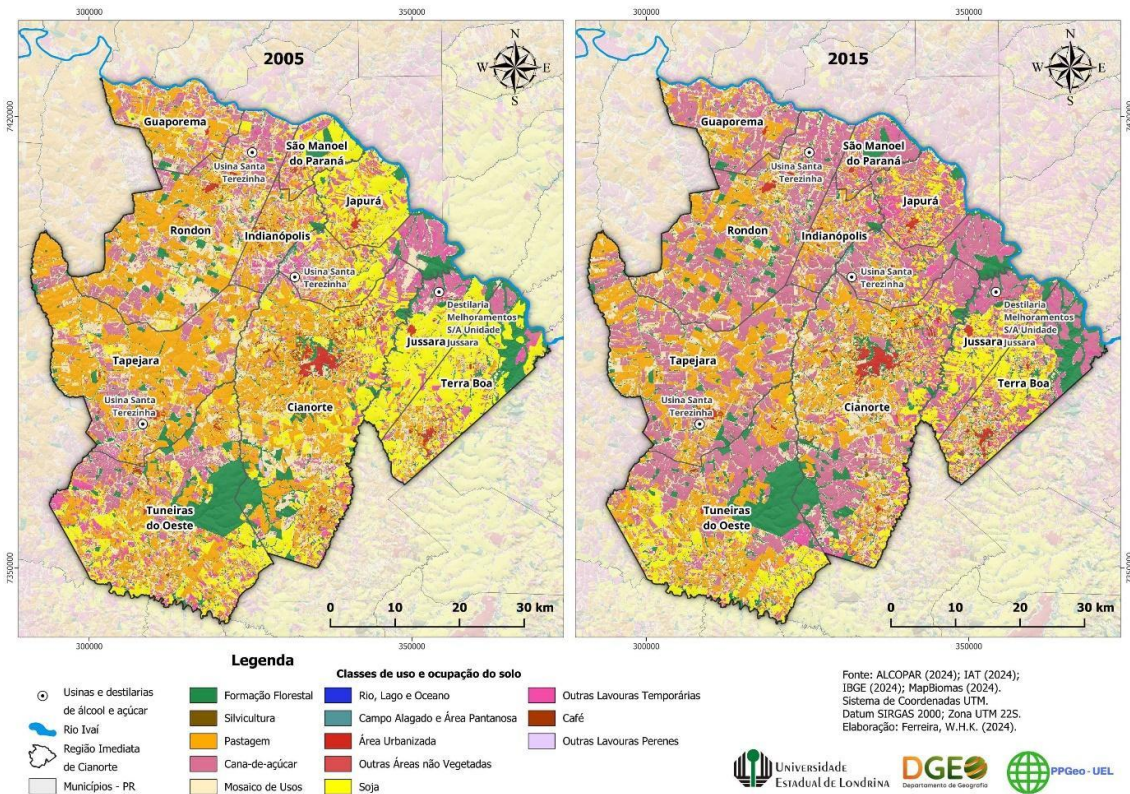 300000
350000
300000
350000
2005
N
W
E
S
7420000
Guaporema
São Manoel
do Paraná
Usina Santa
Terezinha
Japurá
Rondon
Indianópolis
Usina Santa
Terezinha
Destilaria
Melhoramentos
S/A Unidade
Jussara
Jussara
Tapejara
Terra Boa
Usina Santa
Terezinha
Cianorte
Tuneiras
do Oeste
7350000
0 10 20 30 km
300000
350000
2015
N
W
E
S
7420000
Guaporema
São Manoel
do Paraná
Usina Santa
Terezinha
Japurá
Rondon
Indianópolis
Usina Santa
Terezinha
Destilaria
Melhoramentos
S/A Unidade
Jussara
Jussara
Tapejara
Terra Boa
Usina Santa
Terezinha
Cianorte
Tuneiras
do Oeste
7350000
0 10 20 30 km
300000
350000
Legenda
Usinas e destilarias
de álcool e açúcar
Rio Ivaí
Região Imediata
de Cianorte
Municípios - PR
Classes de uso e ocupação do solo
Formação Florestal
Silvicultura
Pastagem
Cana-de-açúcar
Mosaico de Usos
Rio, Lago e Oceano
Campo Alagado e Área Pantanosa
Área Urbanizada
Outras Áreas não Vegetadas
Soja
Outras Lavouras Temporárias
Café
Outras Lavouras Perenes
Fonte: ALCOPAR (2024); IAT (2024);
IBGE (2024); MapBiomas (2024).
Sistema de Coordenadas UTM.
Datum SIRGAS 2000; Zona UTM 22S.
Elaboração: Ferreira, W.H.K. (2024).
Universidade
Estadual de Londrina
DGEO
Departamento de Geografia
PPGeo - UEL